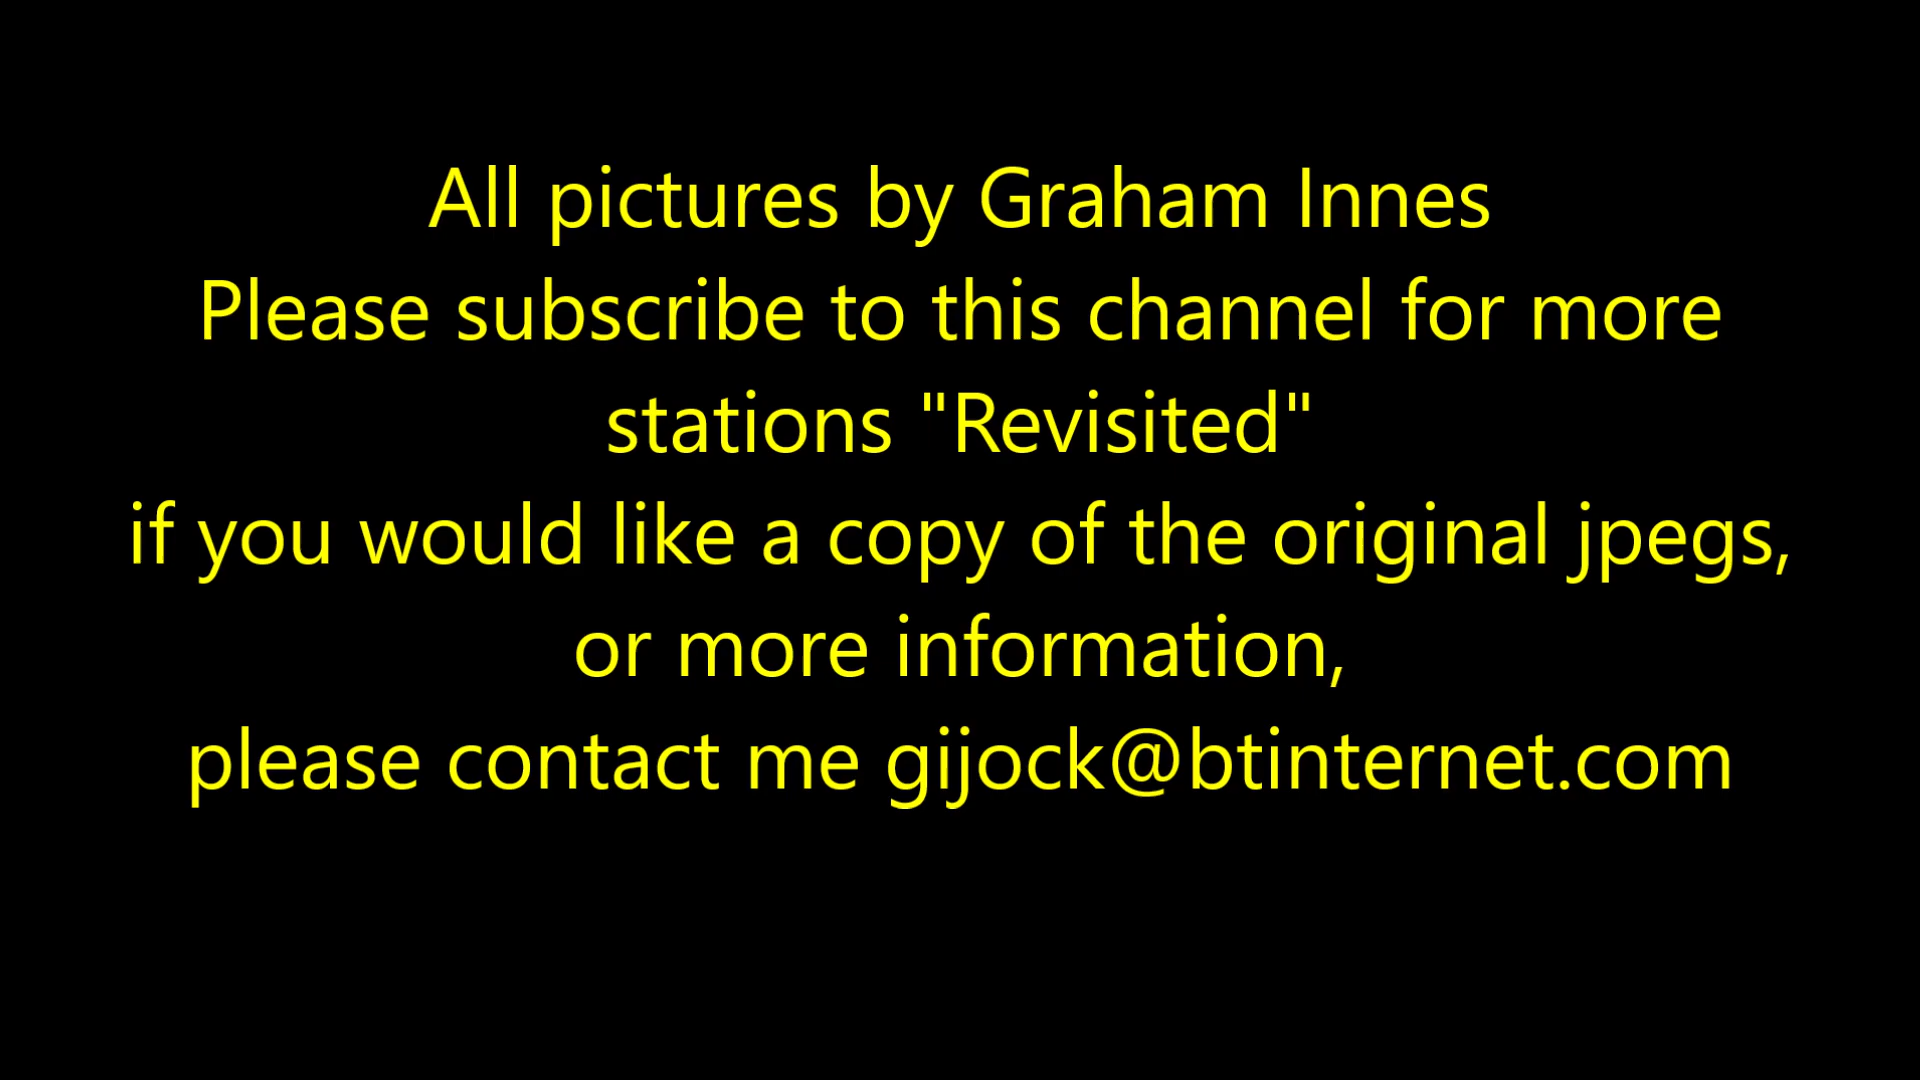 All pictures by Graham Innes
Please subscribe to this channel for more
stations "Revisited"
if you would like a copy of the original jpegs,
or more information,
please contact me gijock@btinternet.com